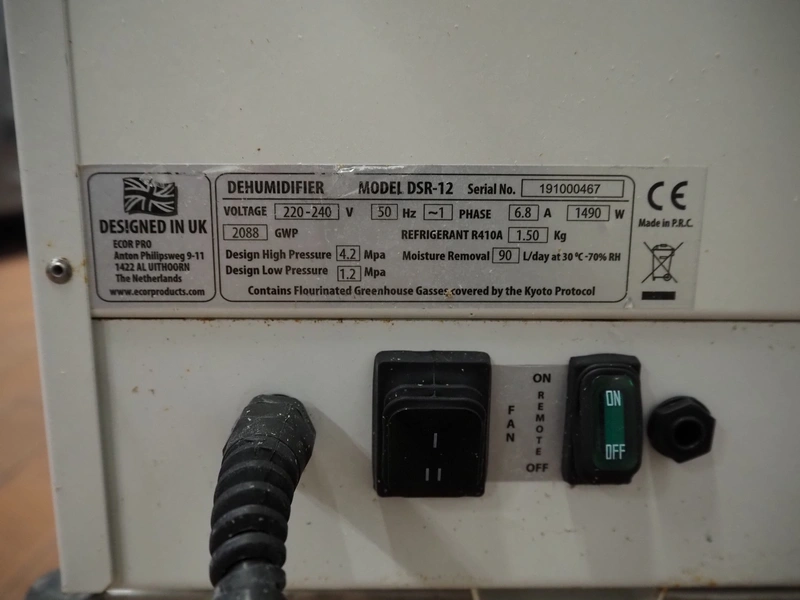 DES!GNED IN UK
ECOR PRO
Anton Philipsweg 9-11
1422 AL UITHOORN
The Netherlands
www.ecorproducts.com
DEHUMIDIFIER MODEL DSR-12 Serial No. 191000467
VOLTAGE 220-240 V 50 Hz ~1 PHASE 6.8 A 1490 W
2088 GWP REFRIGERANT R410A 1.50 Kg
Design High Pressure 4.2 Mpa Moisture Removal 90 L/day at 30 °C -70% RH
Design Low Pressure 1.2 Mpa
Contains Flourinated Greenhouse Gasses covered by the Kyoto Protocol
CE
Made in P.R.C.
I
II
FAN
ON
REMOTE
OFF
ON
OFF